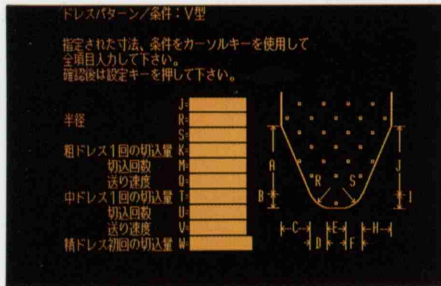 ドレスパターン／条件：V型
指定された寸法、条件をカーソルキーを使用して
全項目入力して下さい。
確認後は設定キーを押して下さい。
J=
半径 R=
S=
粗ドレス1回の切込量 K=
切込回数 M=
送り速度 Q=
中ドレス1回の切込量 T=
切込回数 U=
送り速度 V=
精ドレス初回の切込量 W=
A J
R S
B I
C E H
D F